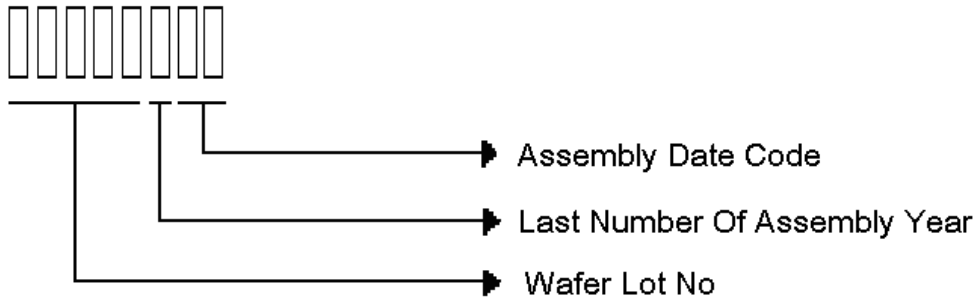 Assembly Date Code
Last Number Of Assembly Year
Wafer Lot No